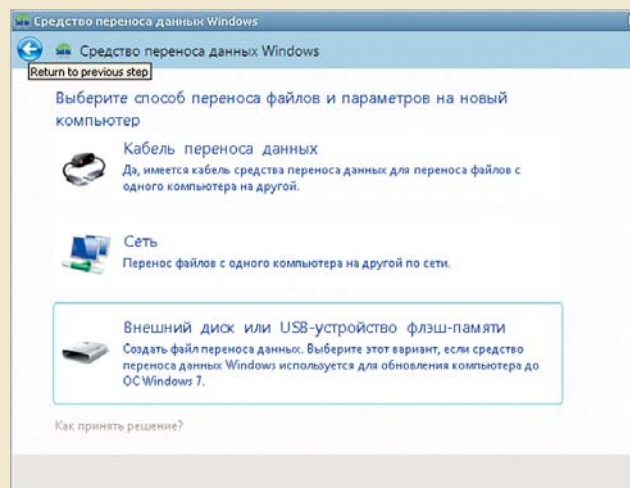 Средство переноса данных Windows
Средство переноса данных Windows
Return to previous step
Выберите способ переноса файлов и параметров на новый
компьютер
Кабель переноса данных
Да, имеется кабель средства переноса данных для переноса файлов с
одного компьютера на другой.
Сеть
Перенос файлов с одного компьютера на другой по сети.
Внешний диск или USB-устройство флэш-памяти
Создать файл переноса данных. Выберите этот вариант, если средство
переноса данных Windows используется для обновления компьютера до
ОС Windows 7.
Как принять решение?